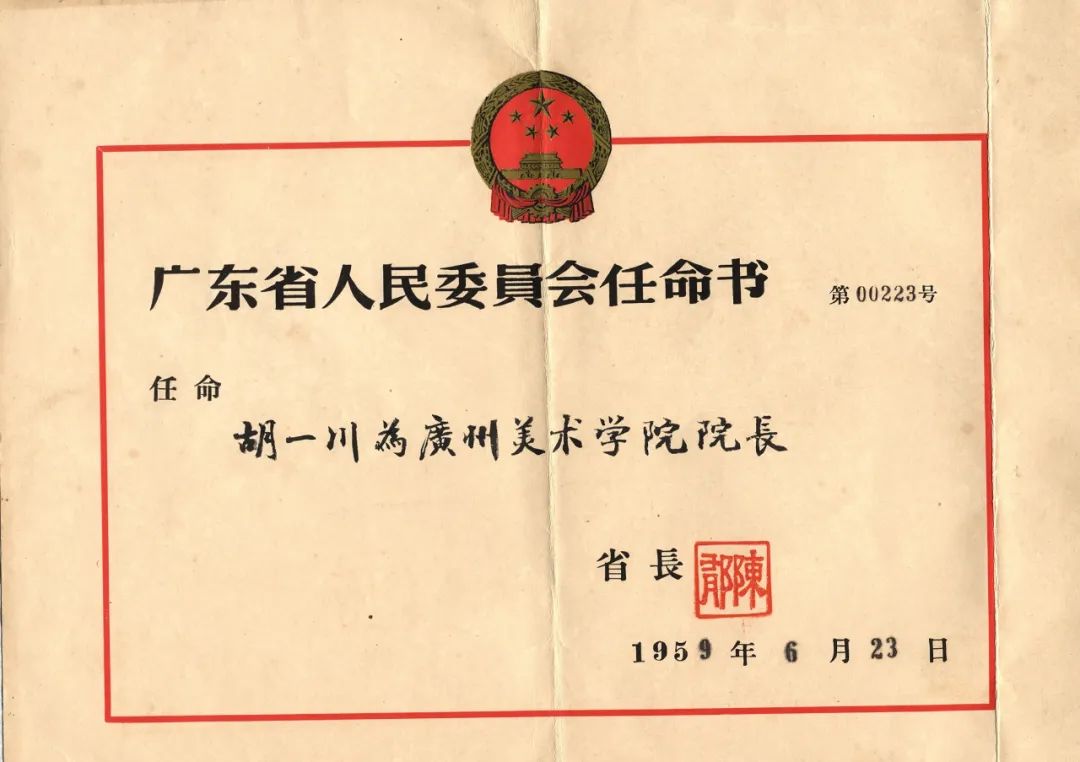 广东省人民委員会任命书
第00223号
任命
胡一川為廣州美术学院院長
省長
陳郁
1959年6月23日